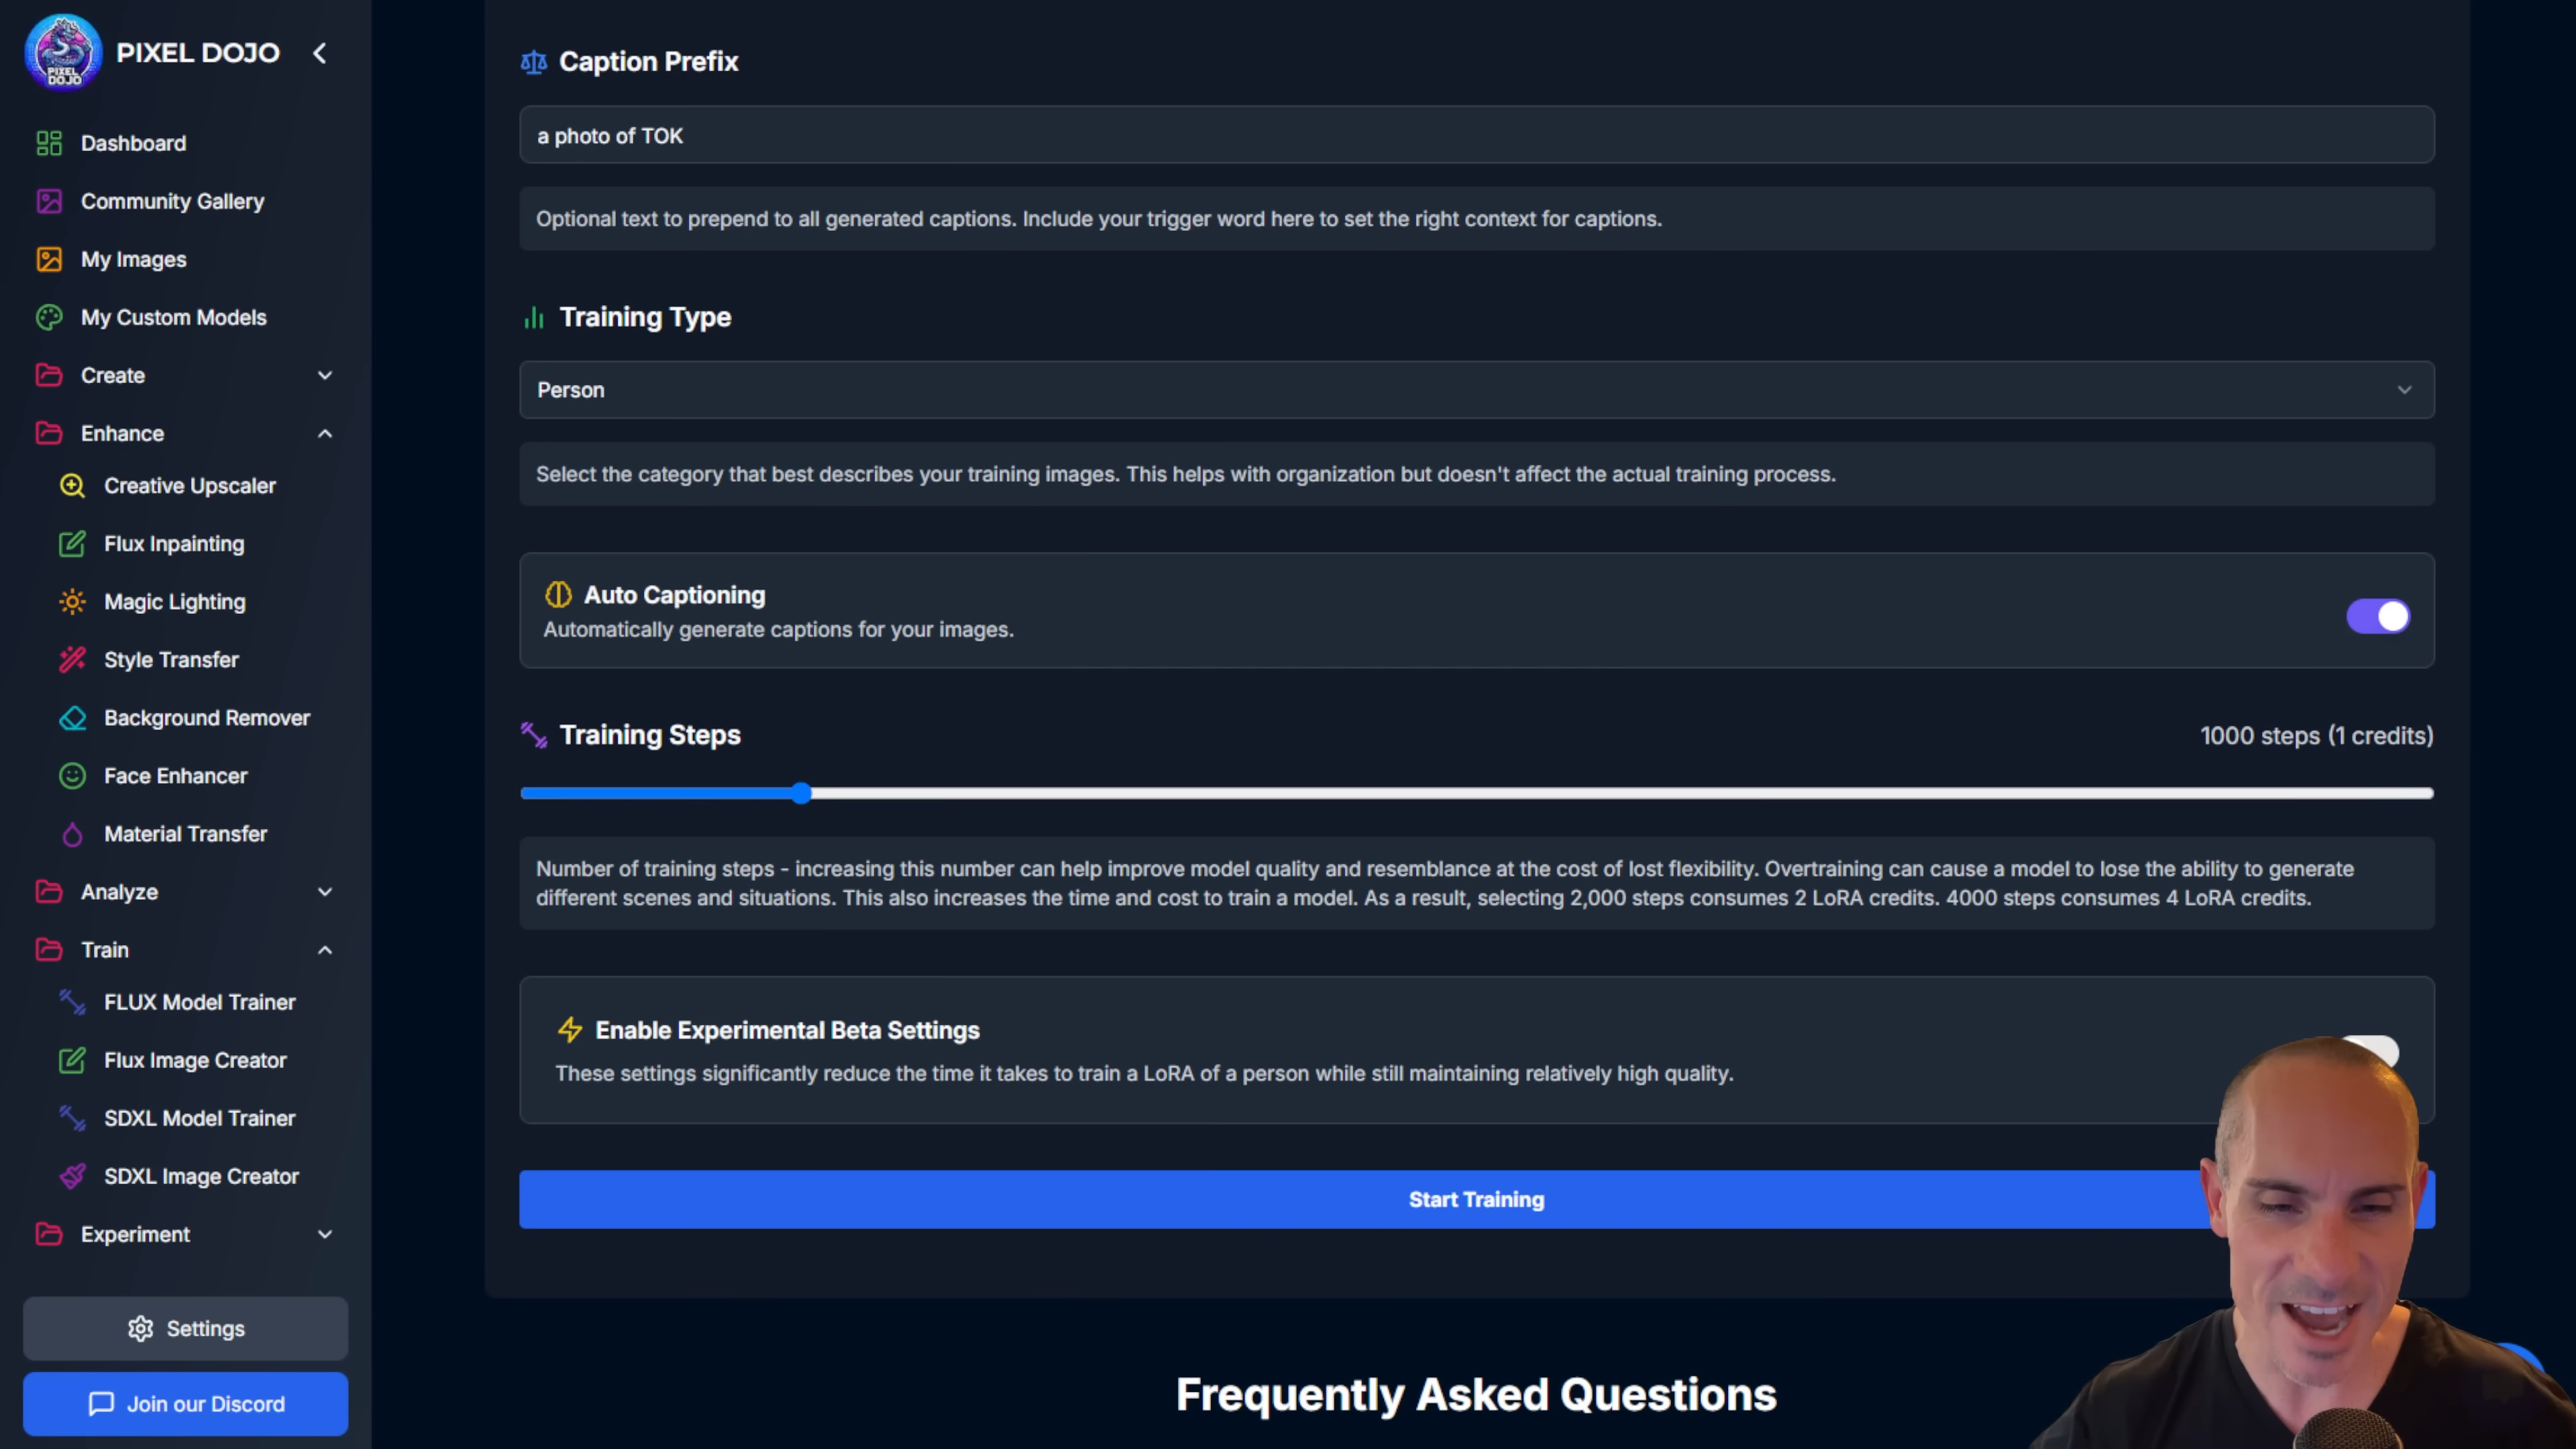 PIXEL DOJO
PIXEL
DOJO
Dashboard
Community Gallery
My Images
My Custom Models
Create
Enhance
Creative Upscaler
Flux Inpainting
Magic Lighting
Style Transfer
Background Remover
Face Enhancer
Material Transfer
Analyze
Train
FLUX Model Trainer
Flux Image Creator
SDXL Model Trainer
SDXL Image Creator
Experiment
Settings
Join our Discord
Caption Prefix
a photo of TOK
Optional text to prepend to all generated captions. Include your trigger word here to set the right context for captions.
Training Type
Person
Select the category that best describes your training images. This helps with organization but doesn't affect the actual training process.
Auto Captioning
Automatically generate captions for your images.
Training Steps
1000 steps (1 credits)
Number of training steps - increasing this number can help improve model quality and resemblance at the cost of lost flexibility. Overtraining can cause a model to lose the ability to generate
different scenes and situations. This also increases the time and cost to train a model. As a result, selecting 2,000 steps consumes 2 LoRA credits. 4000 steps consumes 4 LoRA credits.
Enable Experimental Beta Settings
These settings significantly reduce the time it takes to train a LoRA of a person while still maintaining relatively high quality.
Start Training
Frequently Asked Questions